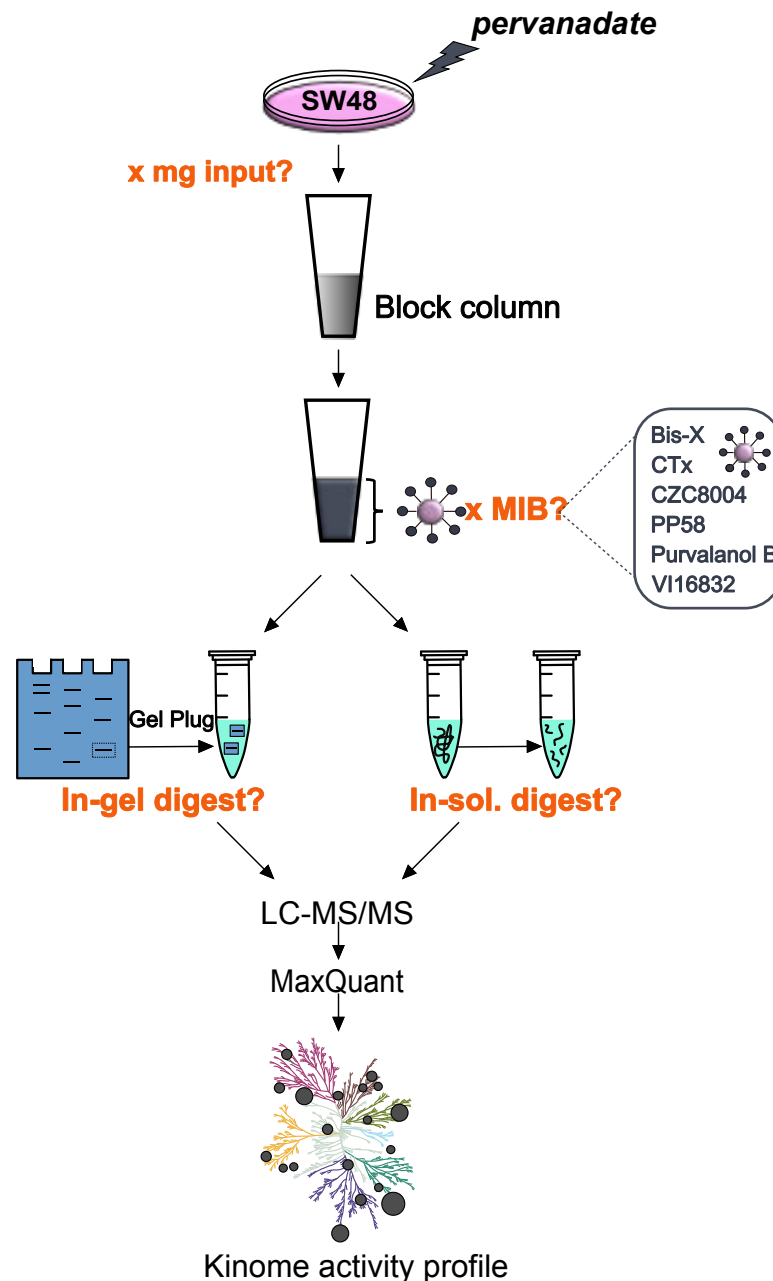 pervanadate
SW48
x mg input?
Block column
x MIB?
Bis-X
CTx
CZC8004
PP58
Purvalanol B
VI16832
Gel Plug
In-gel digest?
In-sol. digest?
LC-MS/MS
MaxQuant
Kinome activity profile